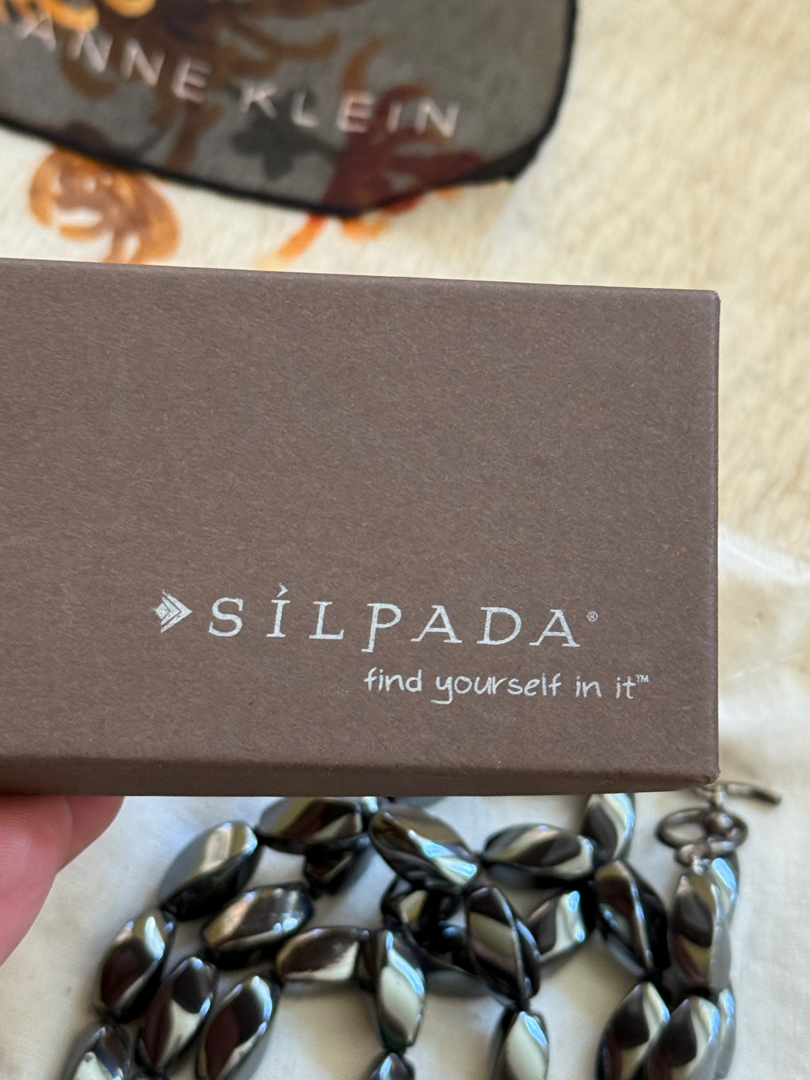 ANNE KLEIN
SÍLPADA®
find yourself in it™